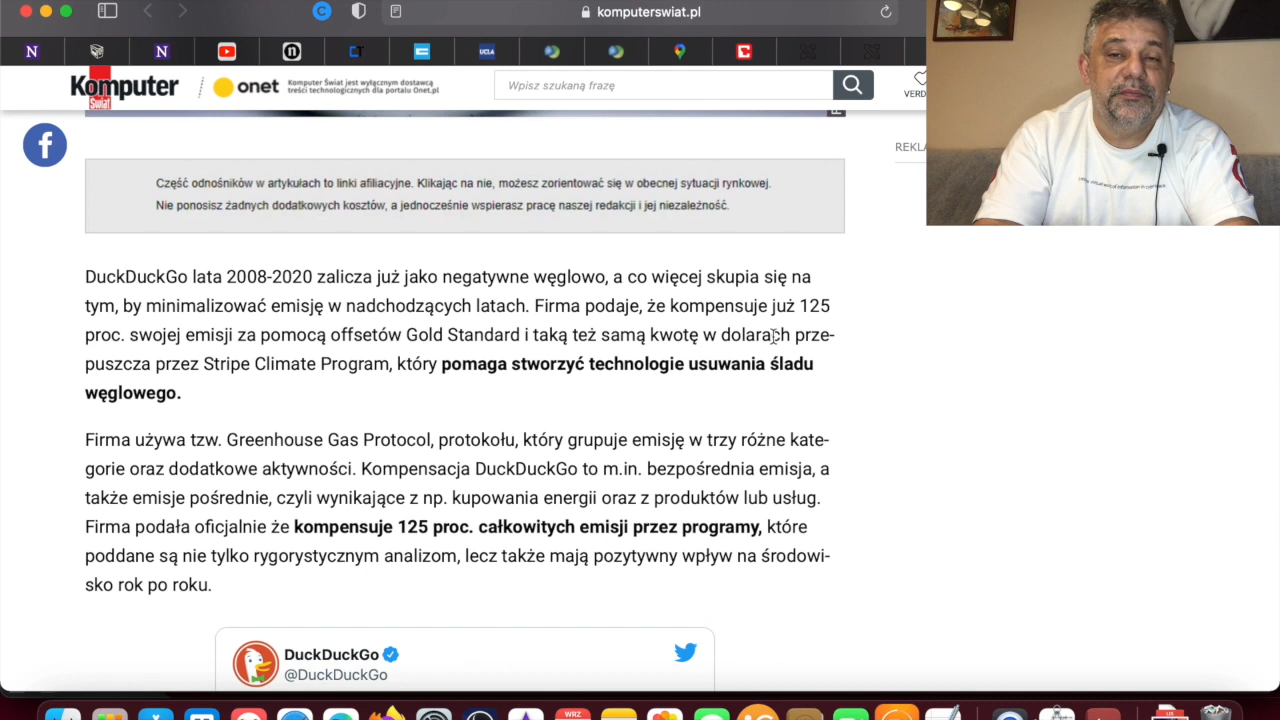 komputerswiat.pl
N
N
n
UCLA
Komputer
Świat
onet
Komputer Świat jest wyłącznym dostawcą
treści technologicznych dla portalu Onet.pl
Wpisz szukaną frazę
VERD
REKLA
Część odnośników w artykułach to linki afiliacyjne. Klikając na nie, możesz zorientować się w obecnej sytuacji rynkowej.
Nie ponosisz żadnych dodatkowych kosztów, a jednocześnie wspierasz pracę naszej redakcji i jej niezależność.
DuckDuckGo lata 2008-2020 zalicza już jako negatywne węglowo, a co więcej skupia się na
tym, by minimalizować emisję w nadchodzących latach. Firma podaje, że kompensuje już 125
proc. swojej emisji za pomocą offsetów Gold Standard i taką też samą kwotę w dolarach prze-
puszcza przez Stripe Climate Program, który pomaga stworzyć technologie usuwania śladu
węglowego.
Firma używa tzw. Greenhouse Gas Protocol, protokołu, który grupuje emisję w trzy różne kate-
gorie oraz dodatkowe aktywności. Kompensacja DuckDuckGo to m.in. bezpośrednia emisja, a
także emisje pośrednie, czyli wynikające z np. kupowania energii oraz z produktów lub usług.
Firma podała oficjalnie że kompensuje 125 proc. całkowitych emisji przez programy, które
poddane są nie tylko rygorystycznym analizom, lecz także mają pozytywny wpływ na środowi-
sko rok po roku.
DuckDuckGo
@DuckDuckGo
WRZ